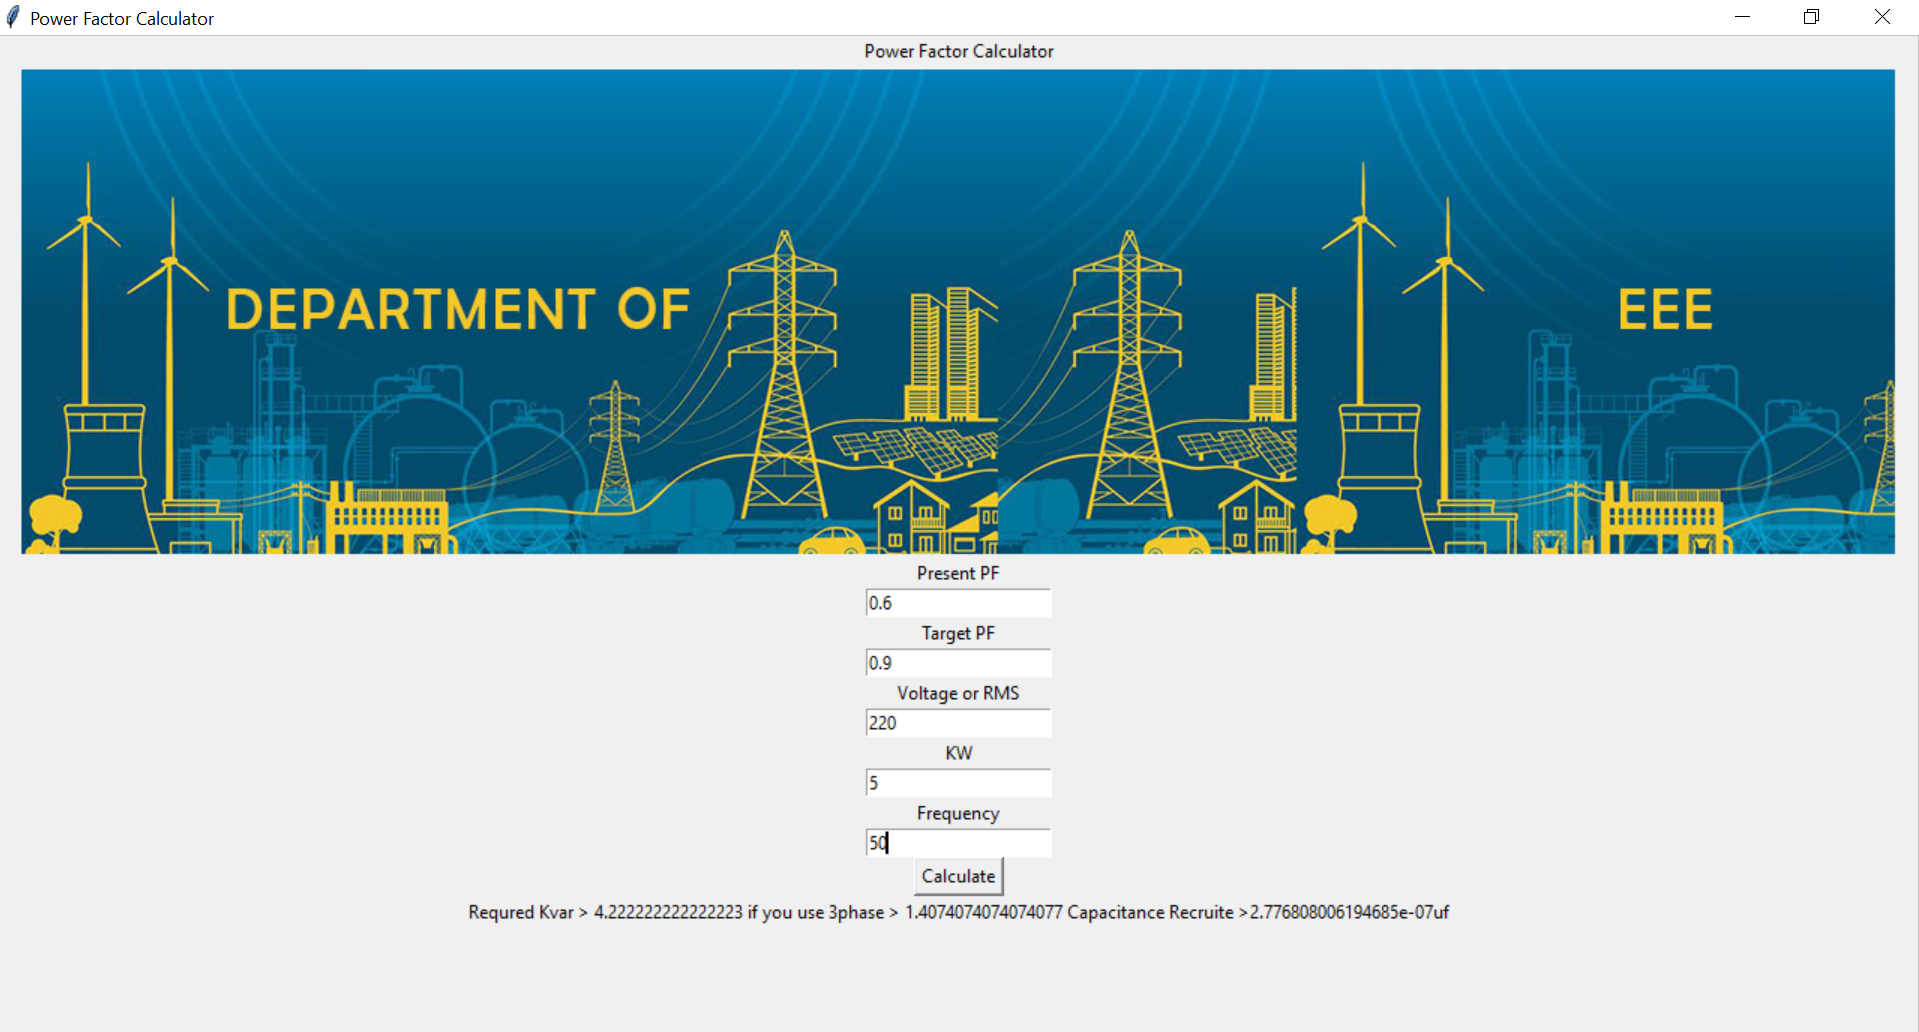 Power Factor Calculator
Power Factor Calculator
DEPARTMENT OF
EEE
Present PF
0.6
Target PF
0.9
Voltage or RMS
220
KW
5
Frequency
50
Calculate
Requred Kvar > 4.222222222222223 if you use 3phase > 1.4074074074074077 Capacitance Recruite >2.776808006194685e-07uf